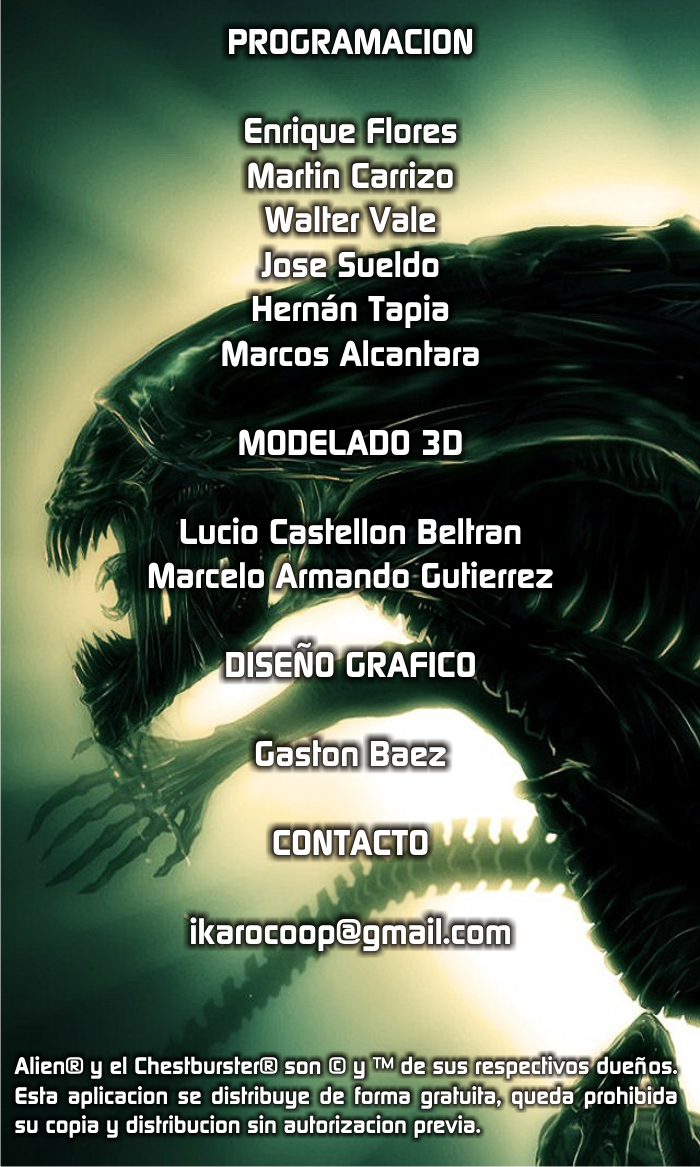 PROGRAMACION
Enrique Flores
Martin Carrizo
Walter Vale
Jose Sueldo
Hernán Tapia
Marcos Alcantara
MODELADO 3D
Lucio Castellon Beltran
Marcelo Armando Gutierrez
DISEÑO GRAFICO
Gaston Baez
CONTACTO
ikarocoop@gmail.com
Alien® y el Chestburster® son © y ™ de sus respectivos dueños.
Esta aplicacion se distribuye de forma gratuita, queda prohibida
su copia y distribucion sin autorizacion previa.